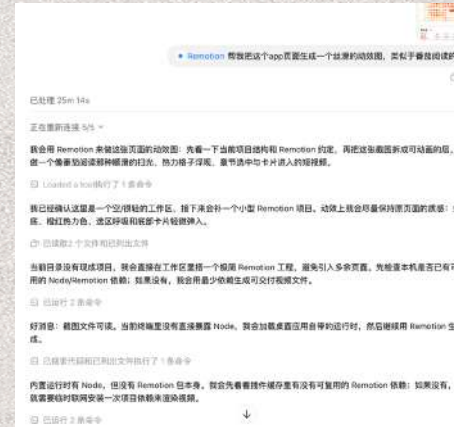 Remotion 帮我把这个app页面生成一个丝滑的动效图，类似于番茄阅读的
已处理 25m 14s
正在重新连接 5/5
我会用 Remotion 来做这张页面的动效图：先看一下当前项目结构和 Remotion 约定，再把这张截图拆成可动画的层，
做一个像番茄阅读那种顺滑的扫光、热力格子浮现、章节选中与卡片进入的短视频。
Loaded a tool执行了 1 条命令
我已经确认这里是一个空/很轻的工作区，接下来会补一个小型 Remotion 项目。动效上我会尽量保持原页面的质感：
底、橙红热力色、选区呼吸和底部卡片轻微弹入。
已读取2 个文件和已列出文件
当前目录没有现成项目，我会直接在工作区里搭一个极简 Remotion 工程，避免引入多余页面。先检查本机是否已有可
用的 Node/Remotion 依赖；如果没有，我会用最少依赖生成可交付视频文件。
已运行 2 条命令
好消息：截图文件可读。当前终端里没有直接暴露 Node，我会加载桌面应用自带的运行时，然后继续用 Remotion 生
成。
已搜索代码和已列出文件执行了 1 条命令
内置运行时有 Node，但没有 Remotion 包本身。我会先看看插件缓存里有没有可复用的 Remotion 依赖；如果没有，
就需要临时联网安装一次项目依赖来渲染视频。
已运行 2 条命令